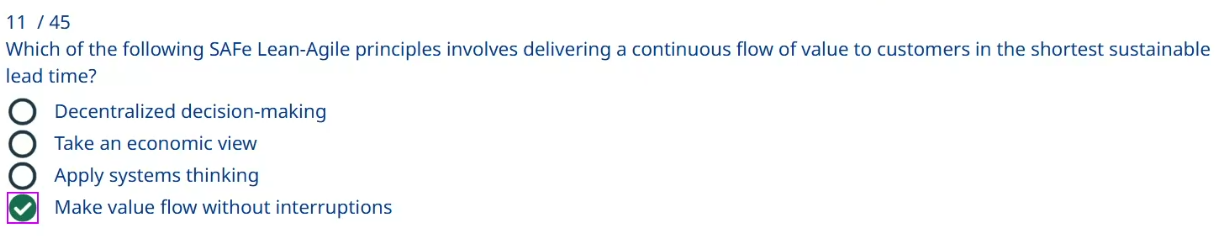 11 / 45
Which of the following SAFe Lean-Agile principles involves delivering a continuous flow of value to customers in the shortest sustainable
lead time?
Decentralized decision-making
Take an economic view
Apply systems thinking
Make value flow without interruptions